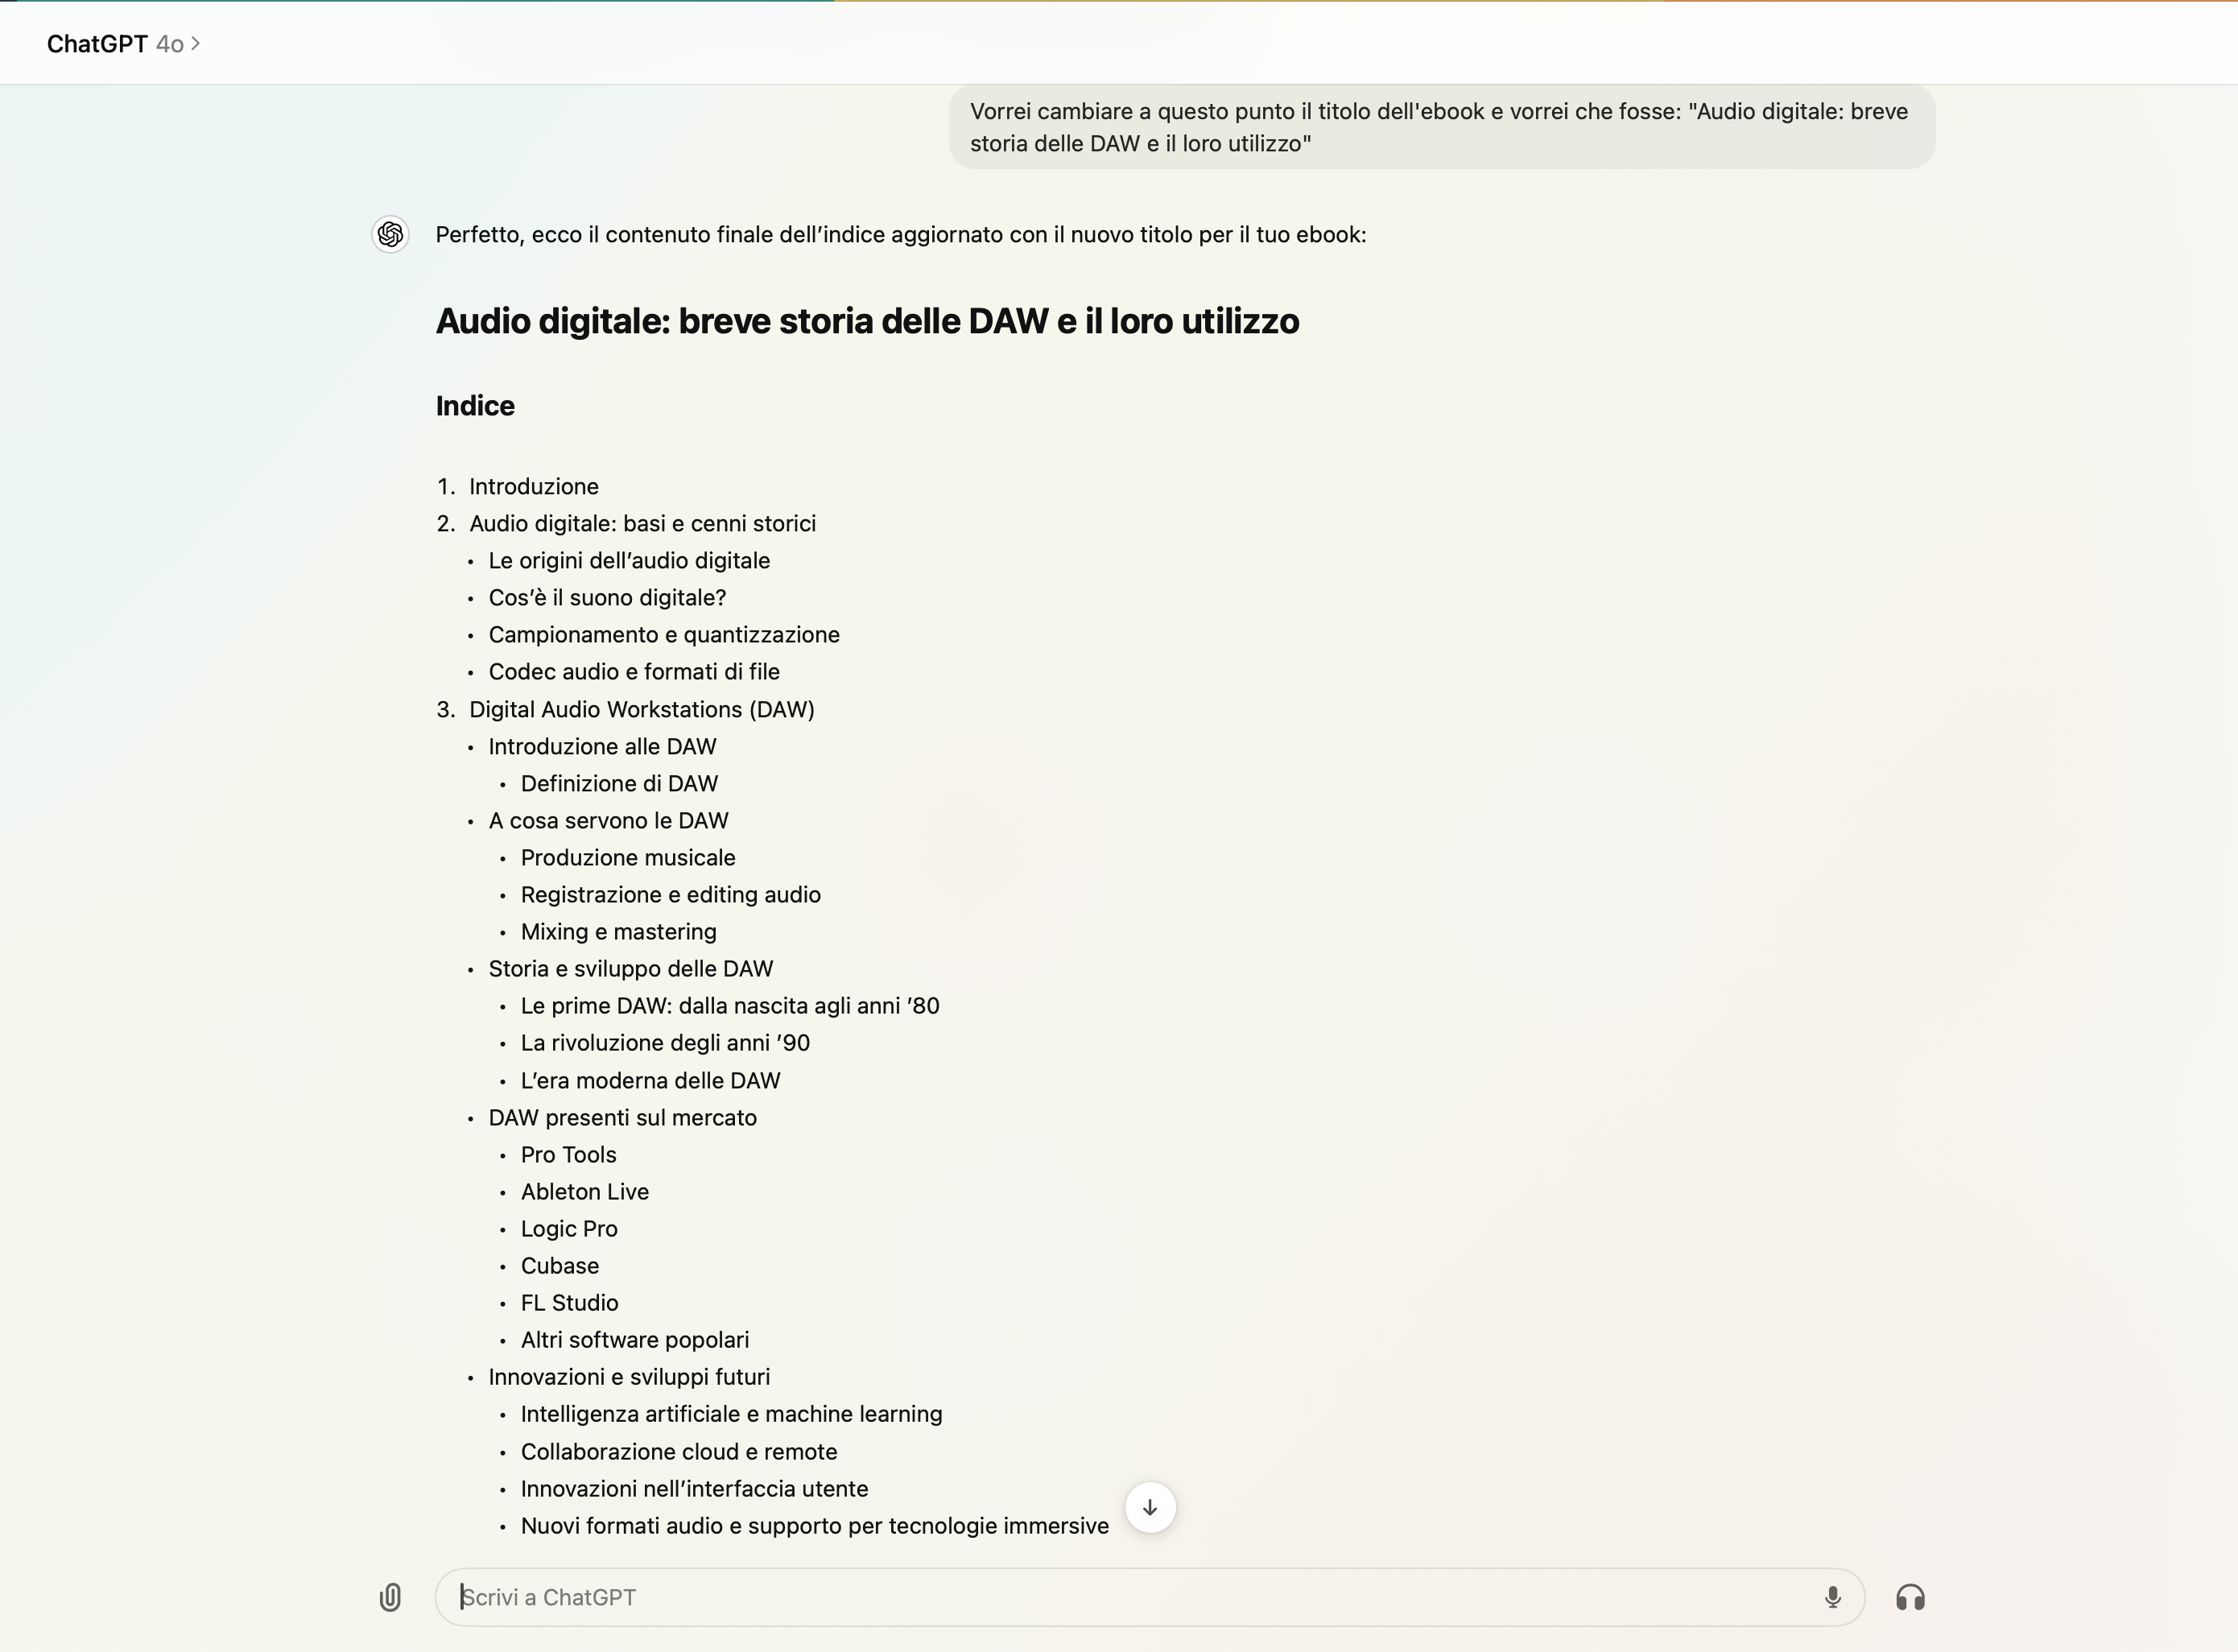 ChatGPT 4o >
Vorrei cambiare a questo punto il titolo dell'ebook e vorrei che fosse: "Audio digitale: breve
storia delle DAW e il loro utilizzo"
Perfetto, ecco il contenuto finale dell’indice aggiornato con il nuovo titolo per il tuo ebook:
Audio digitale: breve storia delle DAW e il loro utilizzo
Indice
1. Introduzione
2. Audio digitale: basi e cenni storici
• Le origini dell’audio digitale
• Cos’è il suono digitale?
• Campionamento e quantizzazione
• Codec audio e formati di file
3. Digital Audio Workstations (DAW)
• Introduzione alle DAW
• Definizione di DAW
• A cosa servono le DAW
• Produzione musicale
• Registrazione e editing audio
• Mixing e mastering
• Storia e sviluppo delle DAW
• Le prime DAW: dalla nascita agli anni ’80
• La rivoluzione degli anni ’90
• L’era moderna delle DAW
• DAW presenti sul mercato
• Pro Tools
• Ableton Live
• Logic Pro
• Cubase
• FL Studio
• Altri software popolari
• Innovazioni e sviluppi futuri
• Intelligenza artificiale e machine learning
• Collaborazione cloud e remote
• Innovazioni nell’interfaccia utente
• Nuovi formati audio e supporto per tecnologie immersive
Scrivi a ChatGPT